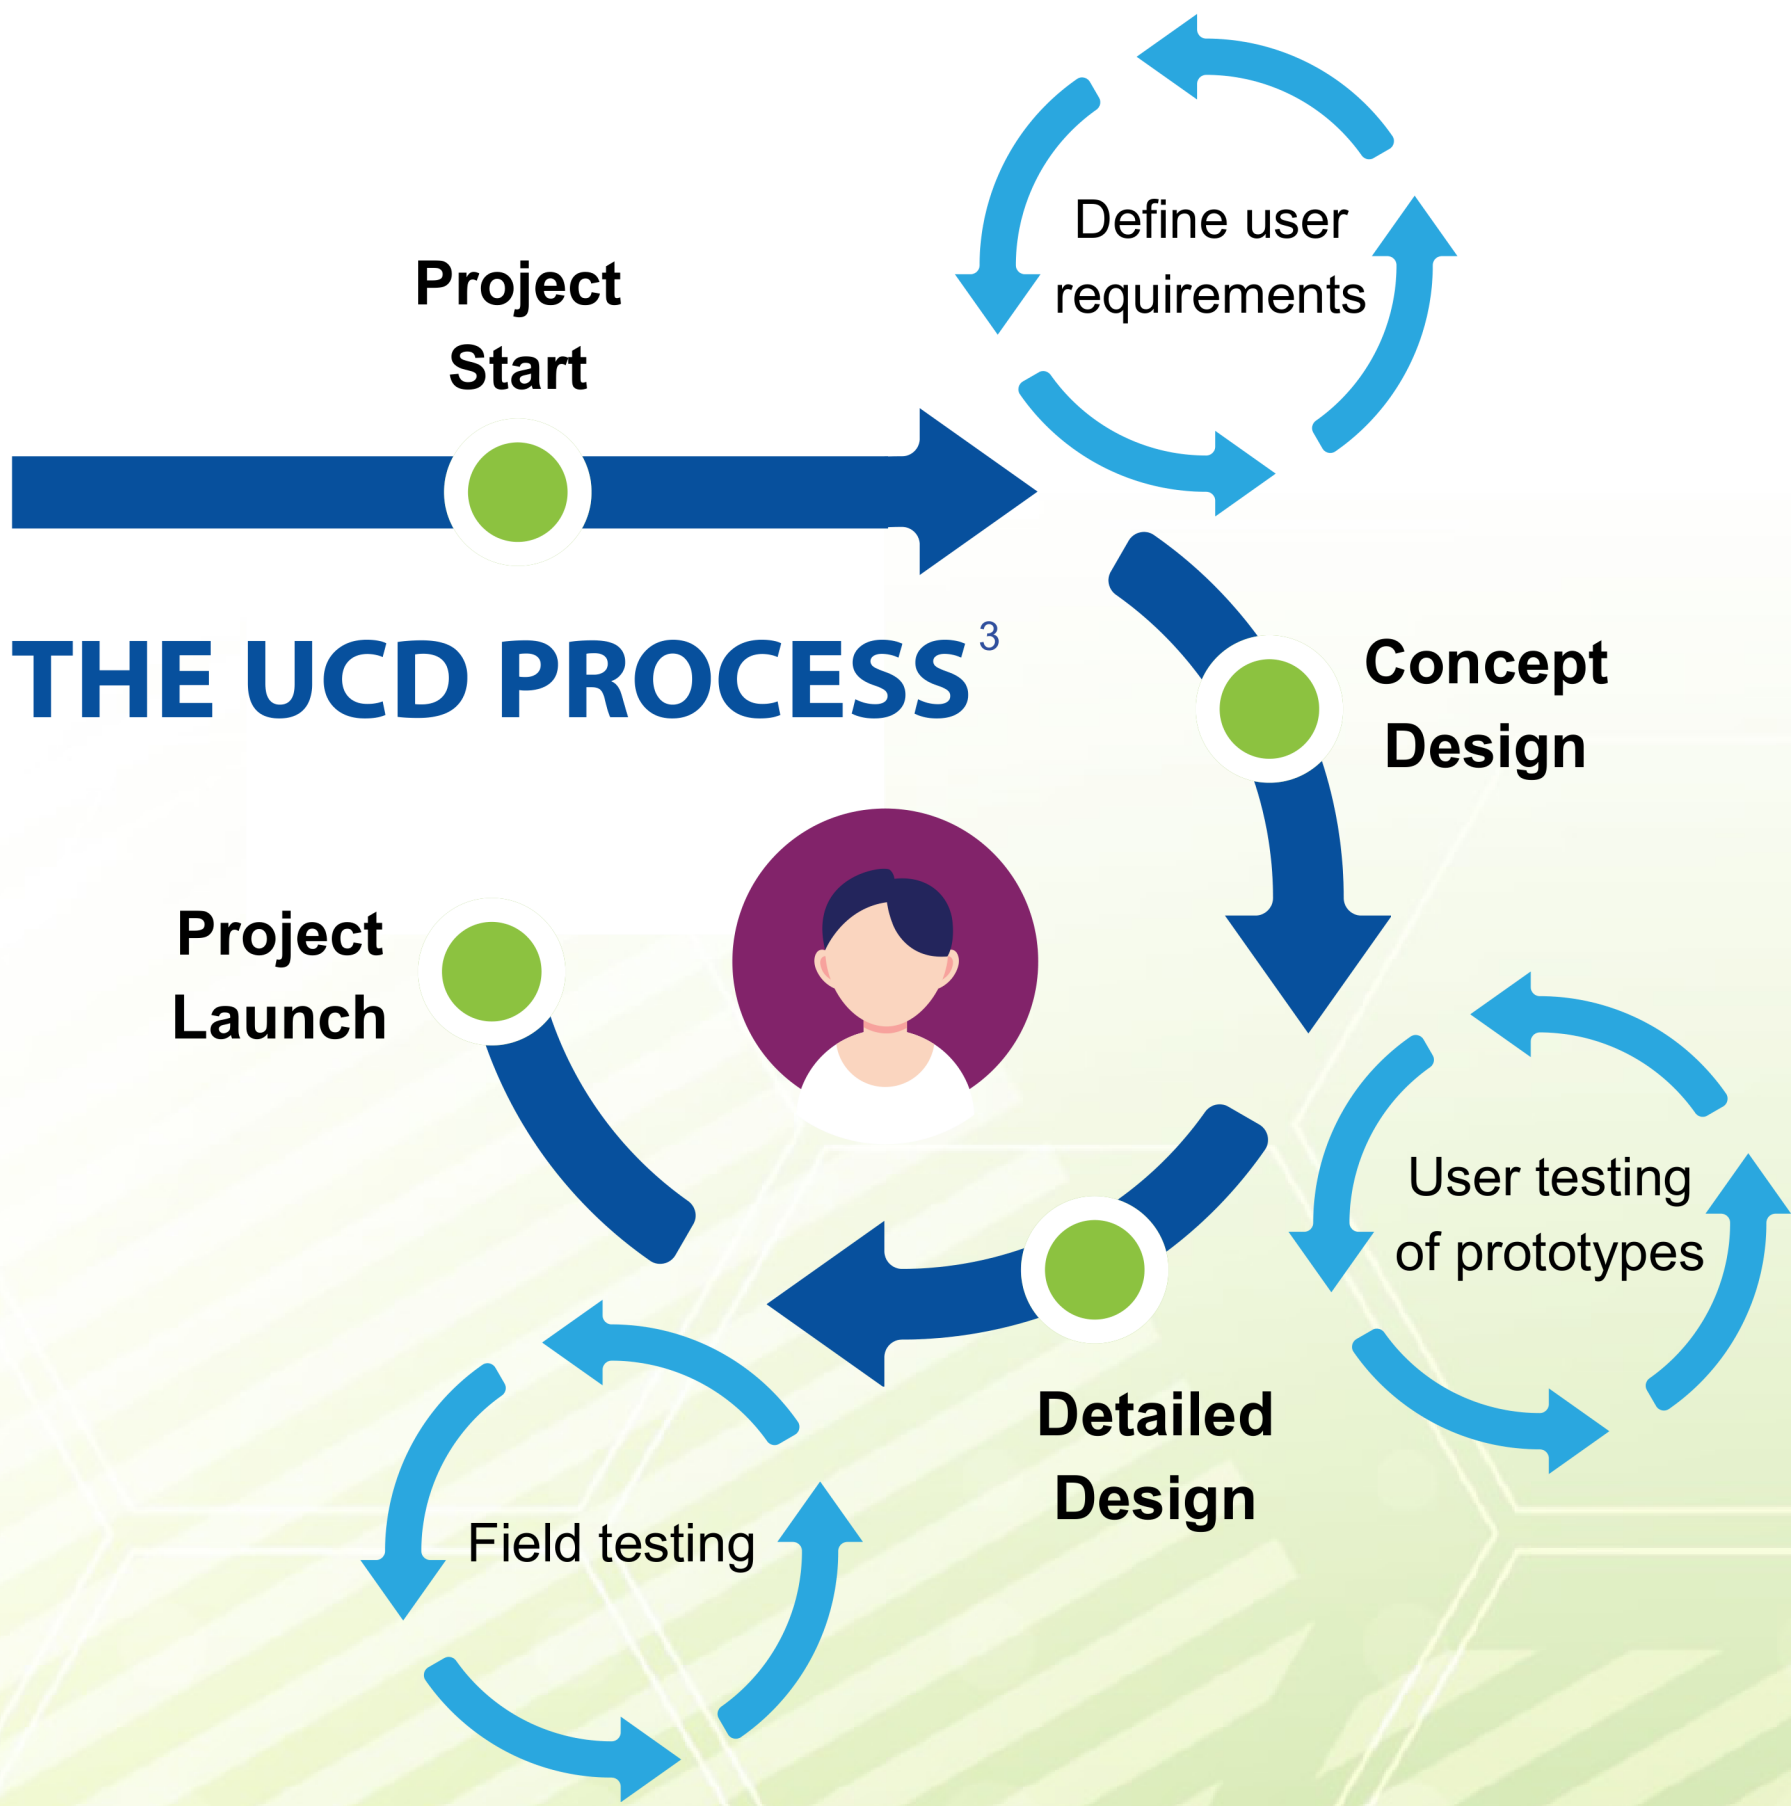 Define user
requirements
Project
Start
THE UCD PROCESS 3
Concept
Design
Project
Launch
User testing
of prototypes
Detailed
Design
Field testing